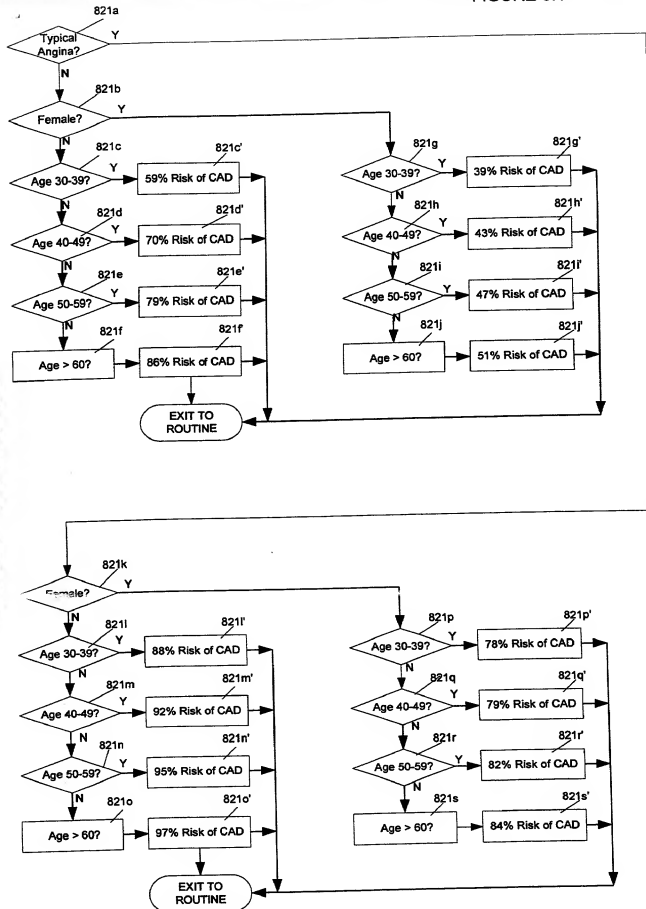 821a
Typical
Angina?
Y
N
821b
Female?
Y
N
821c
Age 30-39?
Y
821c'
59% Risk of CAD
N
821d
Age 40-49?
Y
821d'
70% Risk of CAD
N
821e
Age 50-59?
Y
821e'
79% Risk of CAD
N
821f
Age > 60?
821f'
86% Risk of CAD
EXIT TO
ROUTINE
821g
Age 30-39?
Y
821g'
39% Risk of CAD
N
821h
Age 40-49?
Y
821h'
43% Risk of CAD
N
821i
Age 50-59?
Y
821i'
47% Risk of CAD
N
821j
Age > 60?
821j'
51% Risk of CAD
821k
Female?
Y
N
821l
Age 30-39?
Y
821l'
88% Risk of CAD
N
821m
Age 40-49?
Y
821m'
92% Risk of CAD
N
821n
Age 50-59?
Y
821n'
95% Risk of CAD
N
821o
Age > 60?
821o'
97% Risk of CAD
EXIT TO
ROUTINE
821p
Age 30-39?
Y
821p'
78% Risk of CAD
N
821q
Age 40-49?
Y
821q'
79% Risk of CAD
N
821r
Age 50-59?
Y
821r'
82% Risk of CAD
N
821s
Age > 60?
821s'
84% Risk of CAD